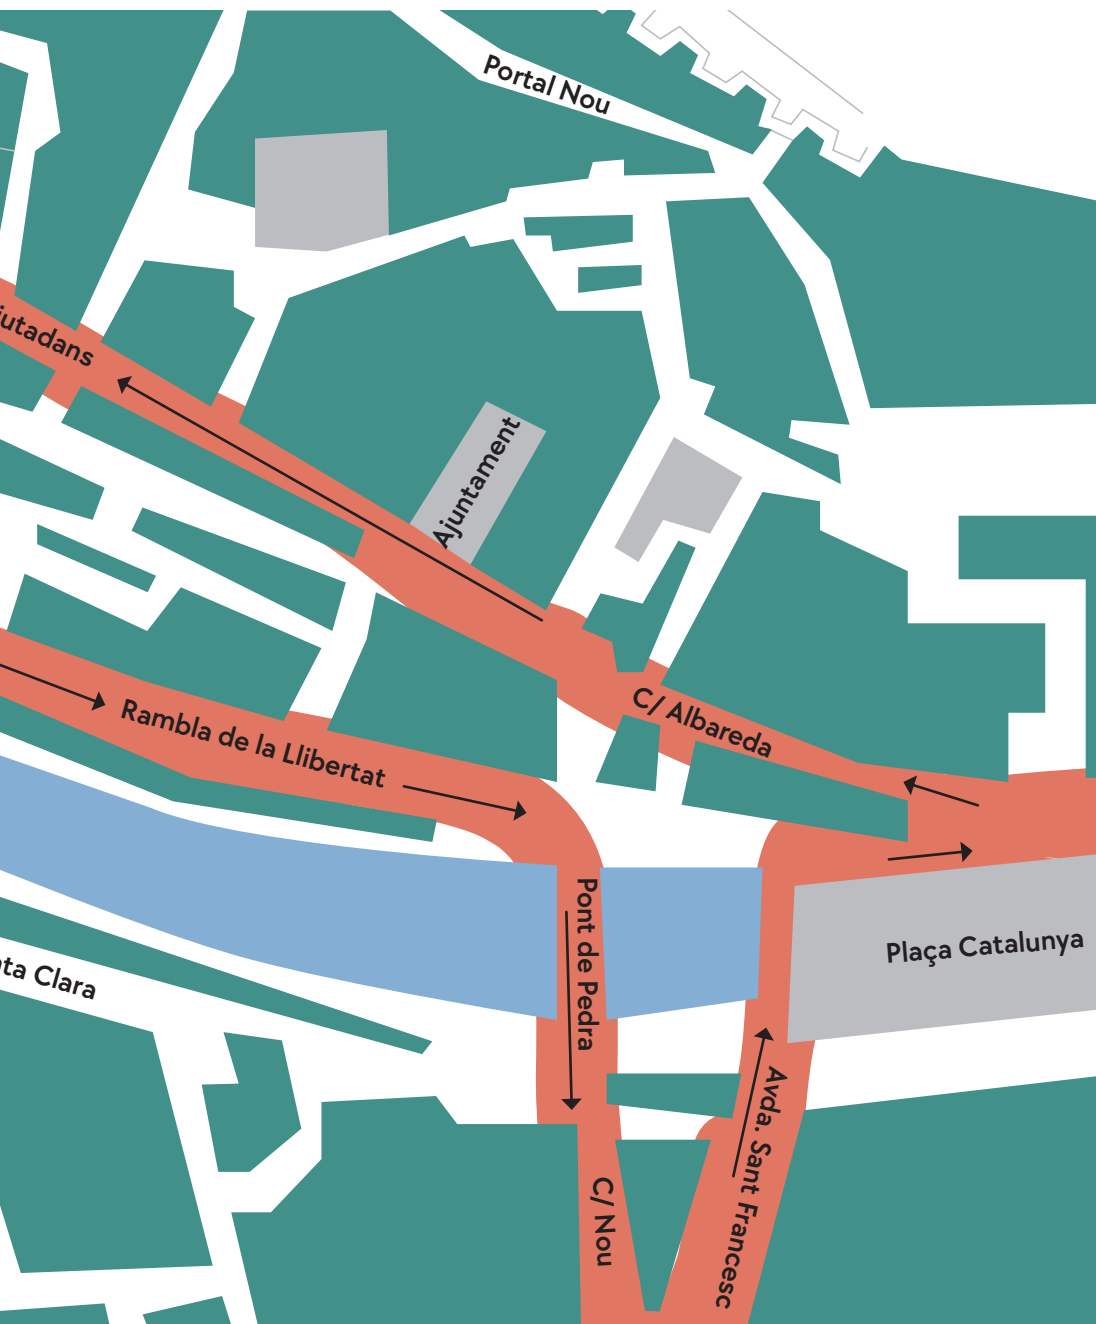 Portal Nou
iutadans
Ajuntament
C/ Albareda
Rambla de la Llibertat
Pont de Pedra
Plaça Catalunya
ta Clara
Avda. Sant Francesc
C/ Nou